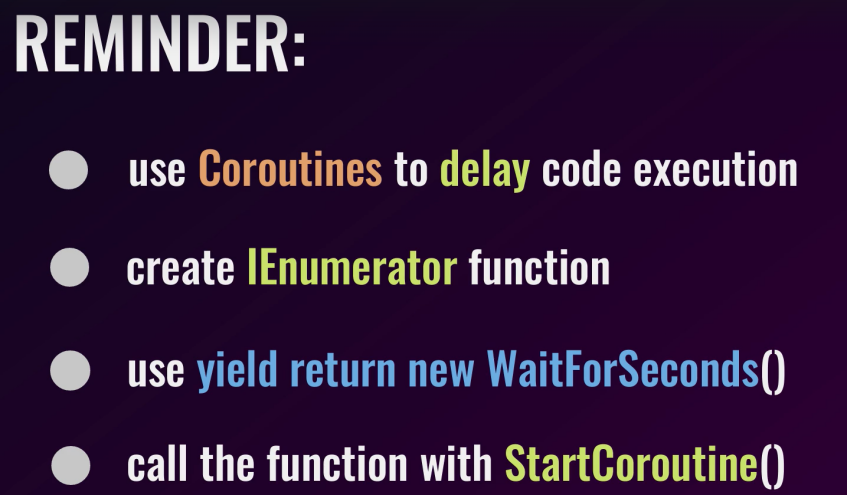 REMINDER:
use Coroutines to delay code execution
create IEnumerator function
use yield return new WaitForSeconds()
call the function with StartCoroutine()